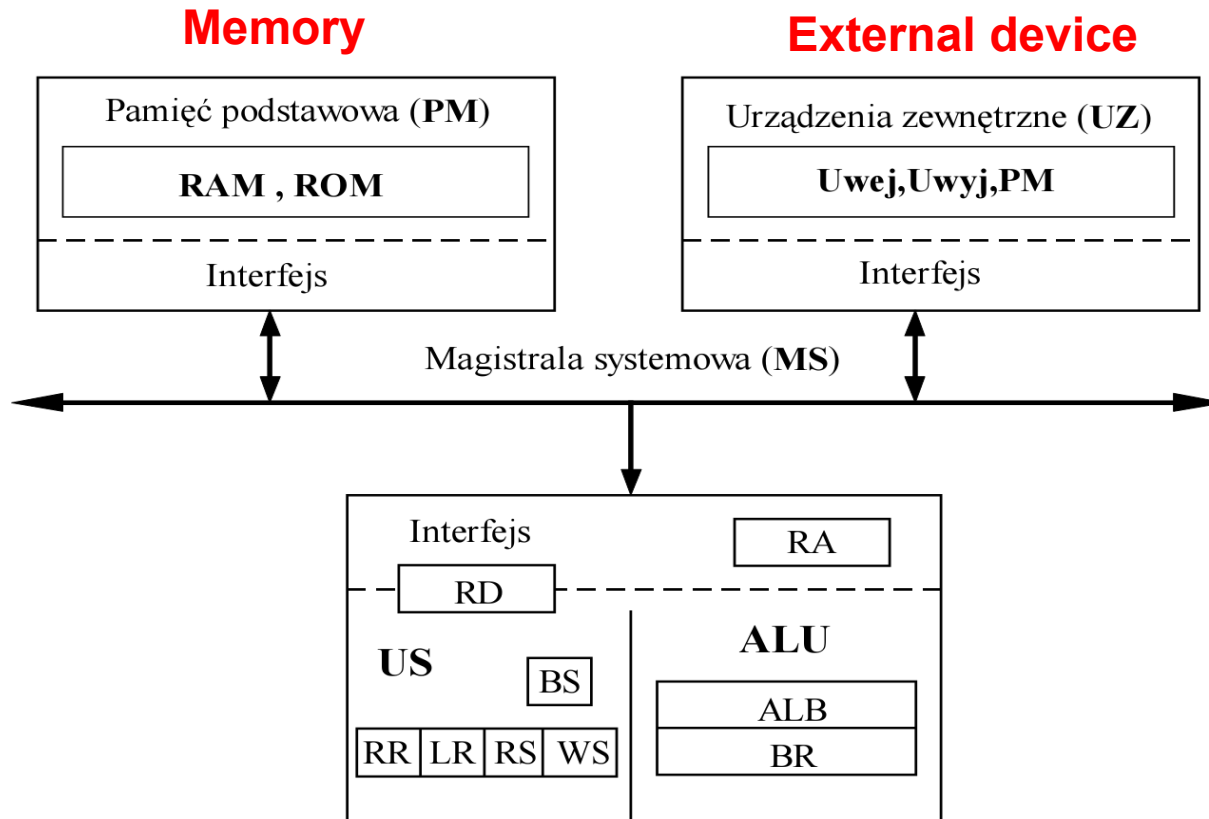 Memory
External device
Pamięć podstawowa (PM)
RAM , ROM
Interfejs
Urządzenia zewnętrzne (UZ)
Uwej,Uwyj,PM
Interfejs
Magistrala systemowa (MS)
Interfejs
RA
RD
US
ALU
BS
ALB
BR
RR LR RS WS